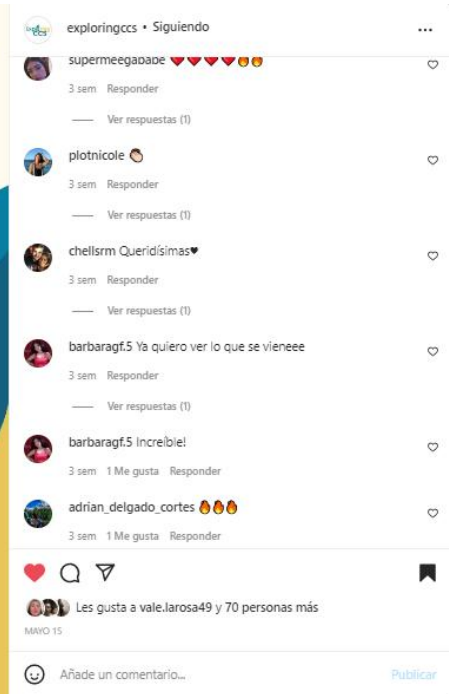 exploringccs • Siguiendo
supermeegababe ❤️❤️❤️❤️🔥🔥
3 sem Responder
Ver respuestas (1)
plotnicole 👏🏻
3 sem Responder
Ver respuestas (1)
chellsrm Queridísimas♥
3 sem Responder
Ver respuestas (1)
barbaragf.5 Ya quiero ver lo que se vieneee
3 sem Responder
Ver respuestas (1)
barbaragf.5 Increíble!
3 sem 1 Me gusta Responder
adrian_delgado_cortes 🔥🔥🔥
3 sem 1 Me gusta Responder
Les gusta a vale.larosa49 y 70 personas más
MAYO 15
Añade un comentario...
Publicar